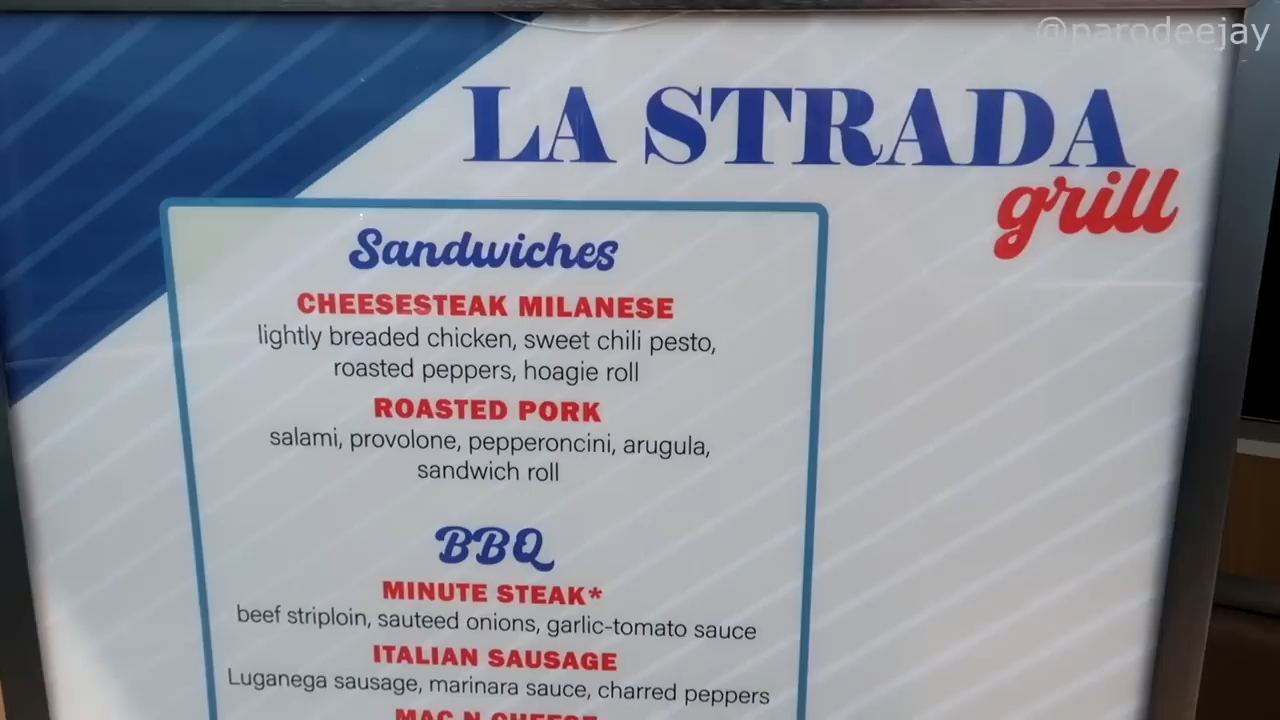 @parodeejay
LA STRADA
grill
Sandwiches
CHEESESTEAK MILANESE
lightly breaded chicken, sweet chili pesto,
roasted peppers, hoagie roll
ROASTED PORK
salami, provolone, pepperoncini, arugula,
sandwich roll
BBQ
MINUTE STEAK*
beef striploin, sauteed onions, garlic-tomato sauce
ITALIAN SAUSAGE
Luganega sausage, marinara sauce, charred peppers
MAC N CHEESE